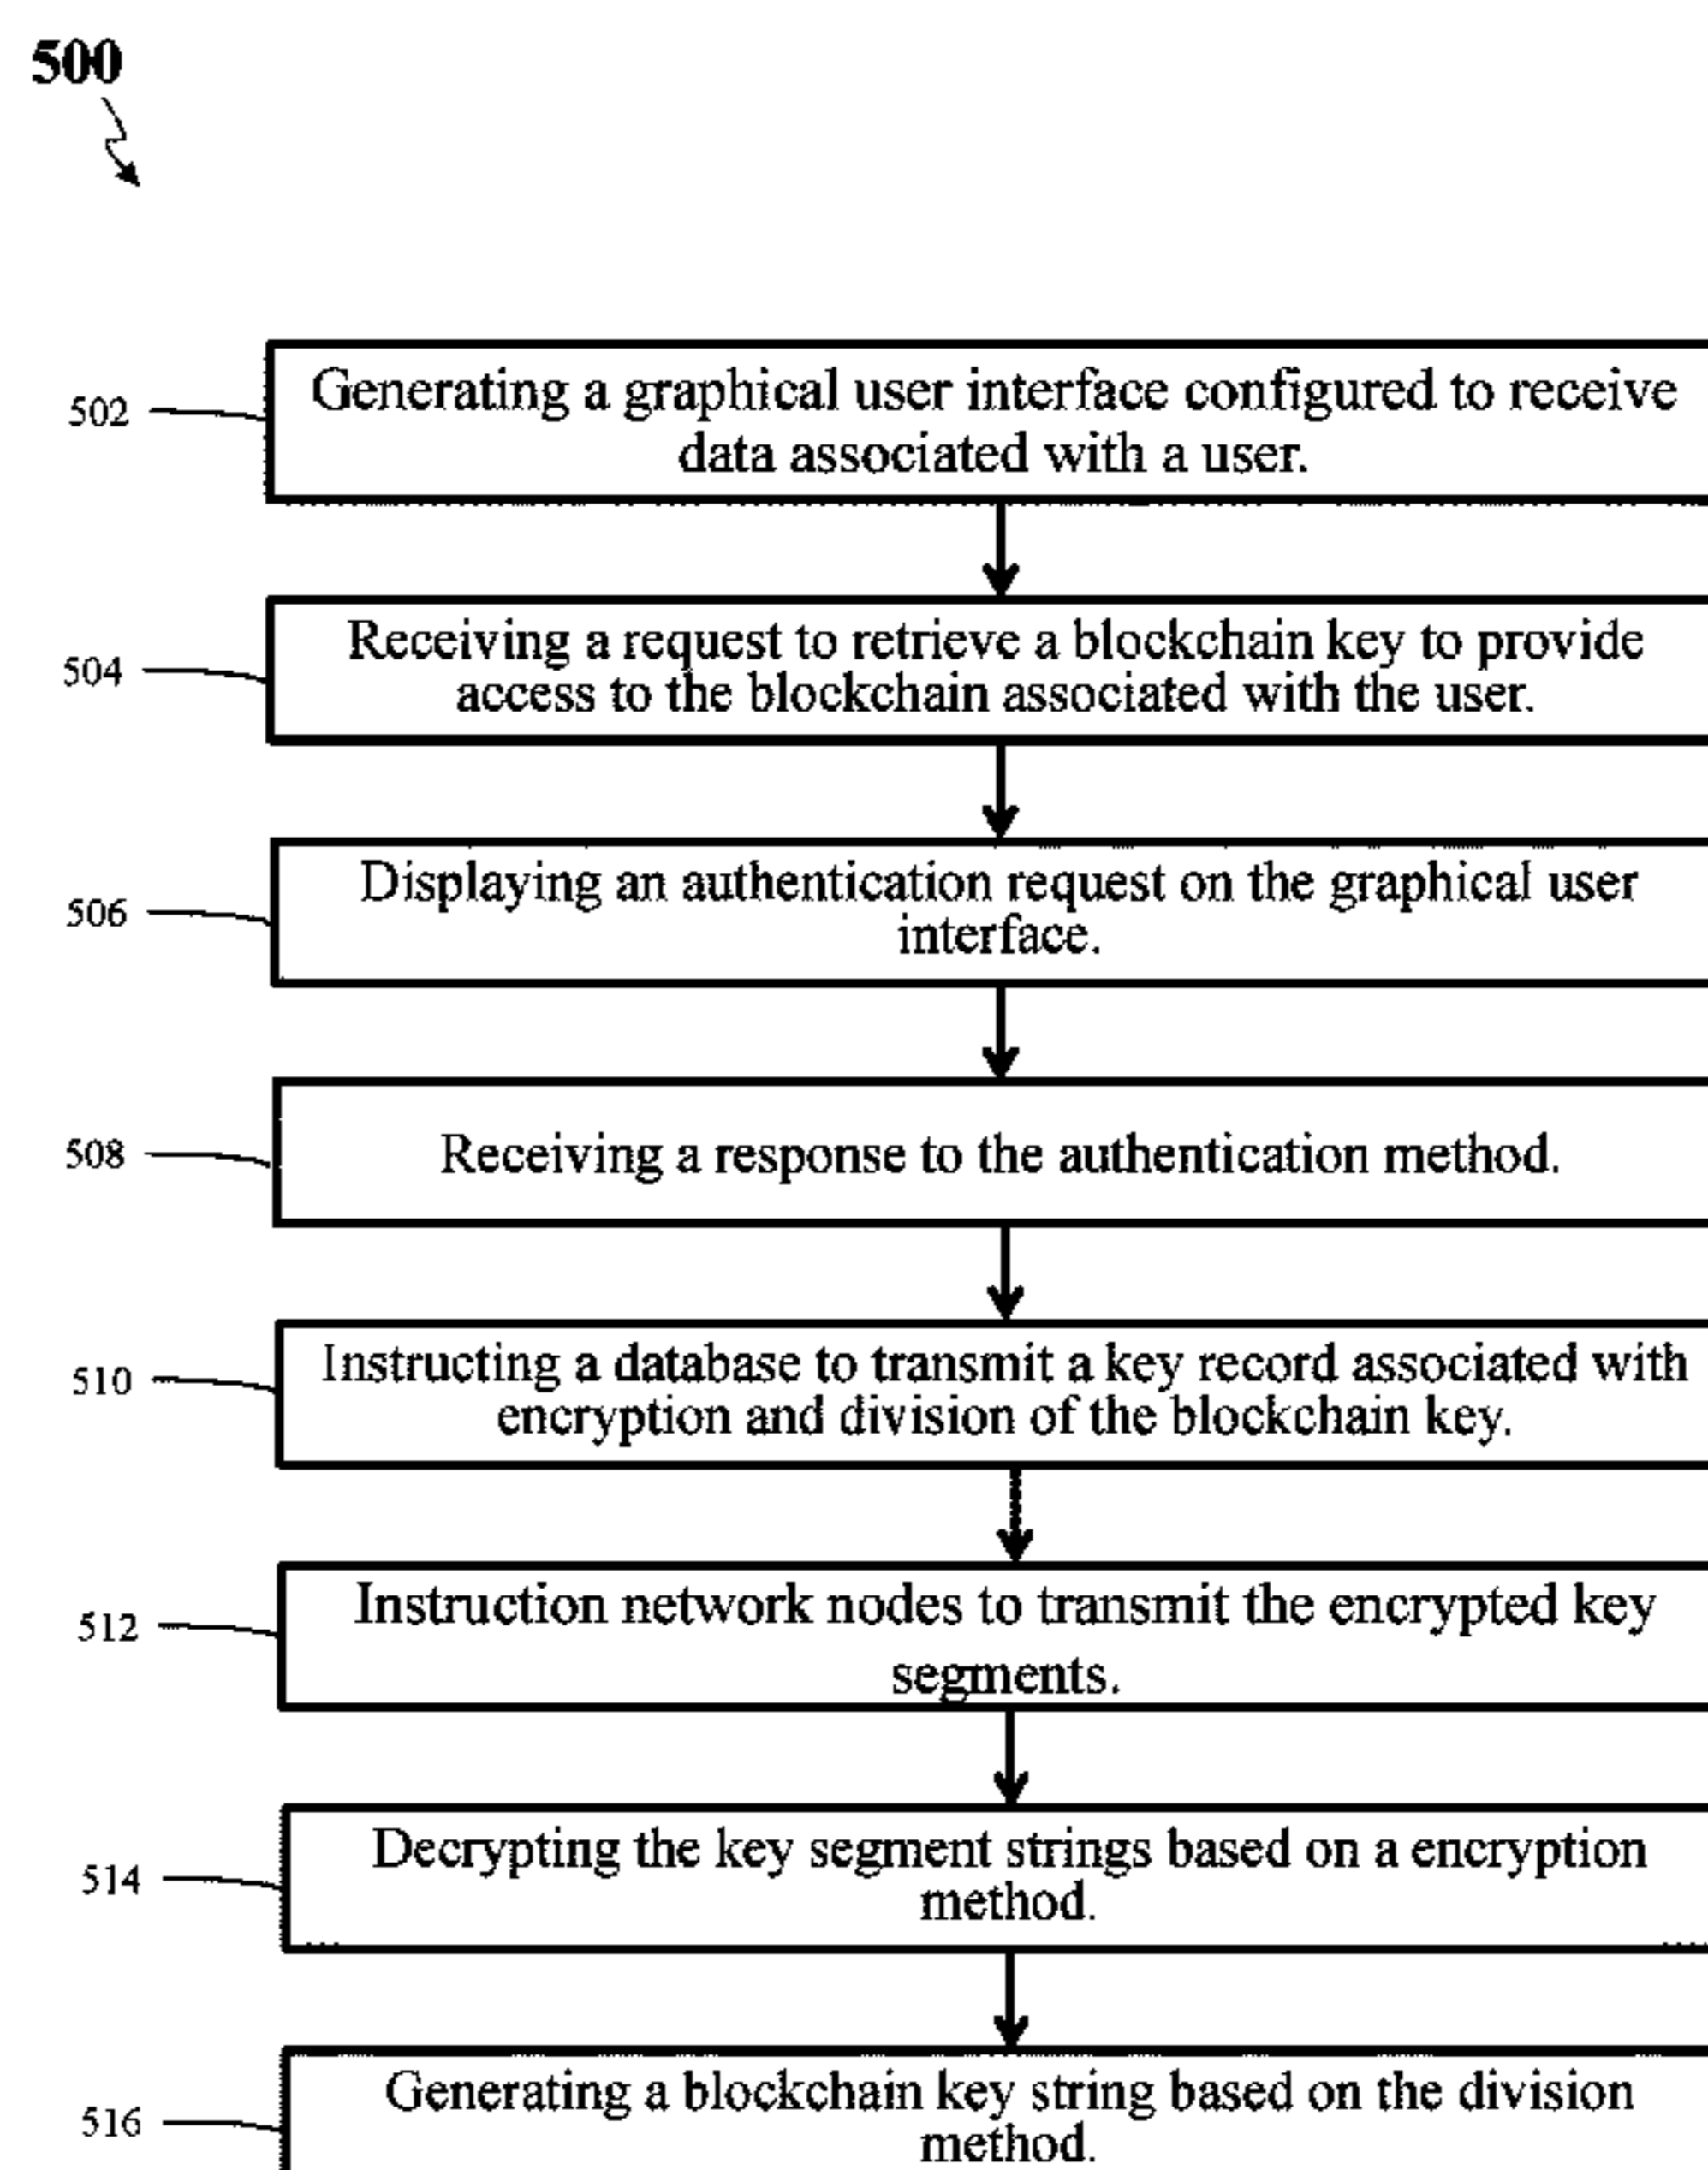 500
502
Generating a graphical user interface configured to receive
data associated with a user.
504
Receiving a request to retrieve a blockchain key to provide
access to the blockchain associated with the user.
506
Displaying an authentication request on the graphical user
interface.
508
Receiving a response to the authentication method.
510
Instructing a database to transmit a key record associated with
encryption and division of the blockchain key.
512
Instruction network nodes to transmit the encrypted key
segments.
514
Decrypting the key segment strings based on a encryption
method.
516
Generating a blockchain key string based on the division
method.